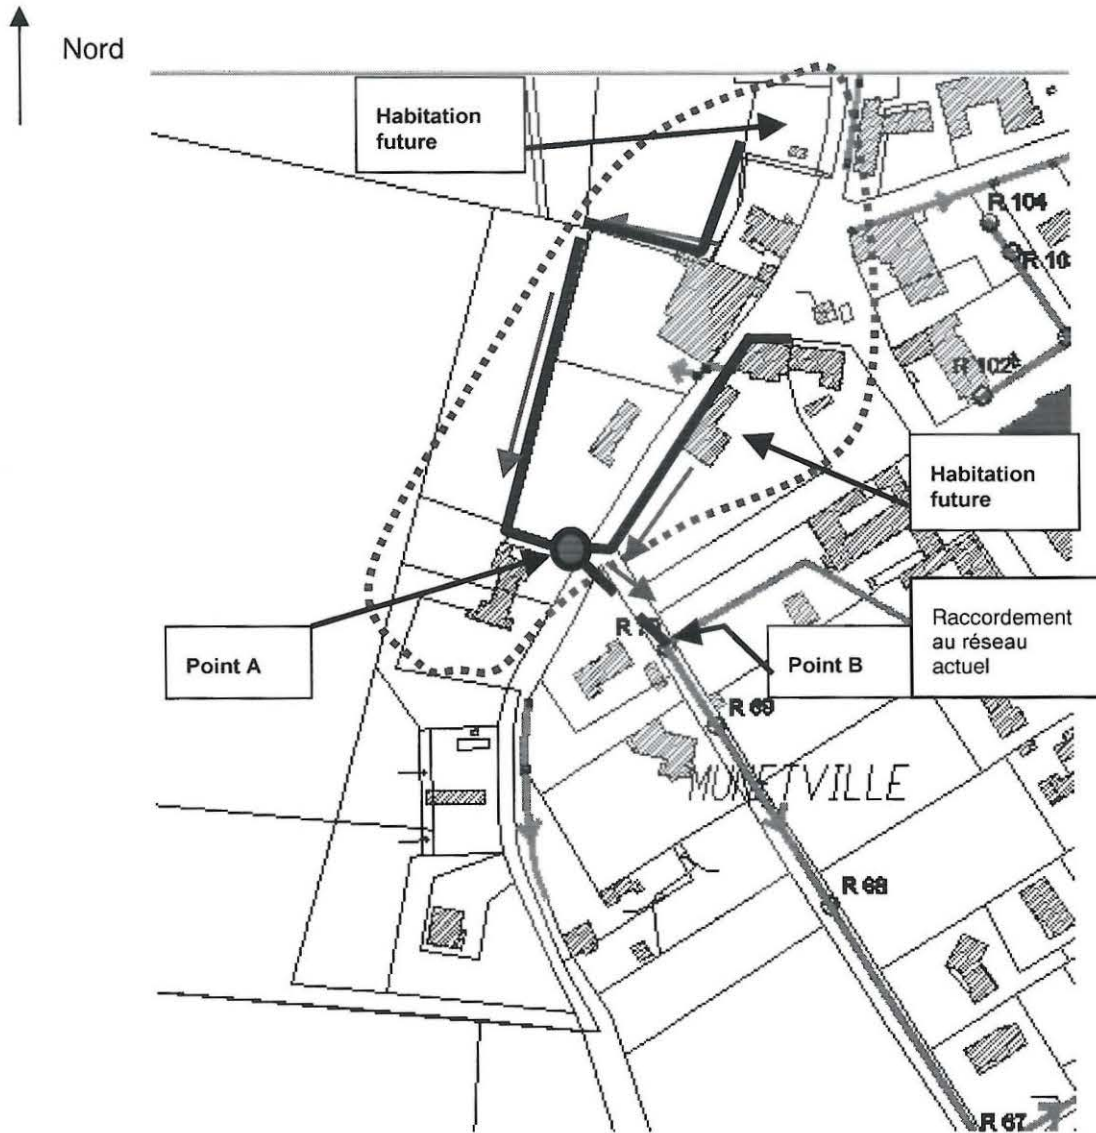 Nord
Habitation
future
R 104
R 10
R 102
Habitation
future
Point A
Point B
Raccordement
au réseau
actuel
R 69
R 68
R 67